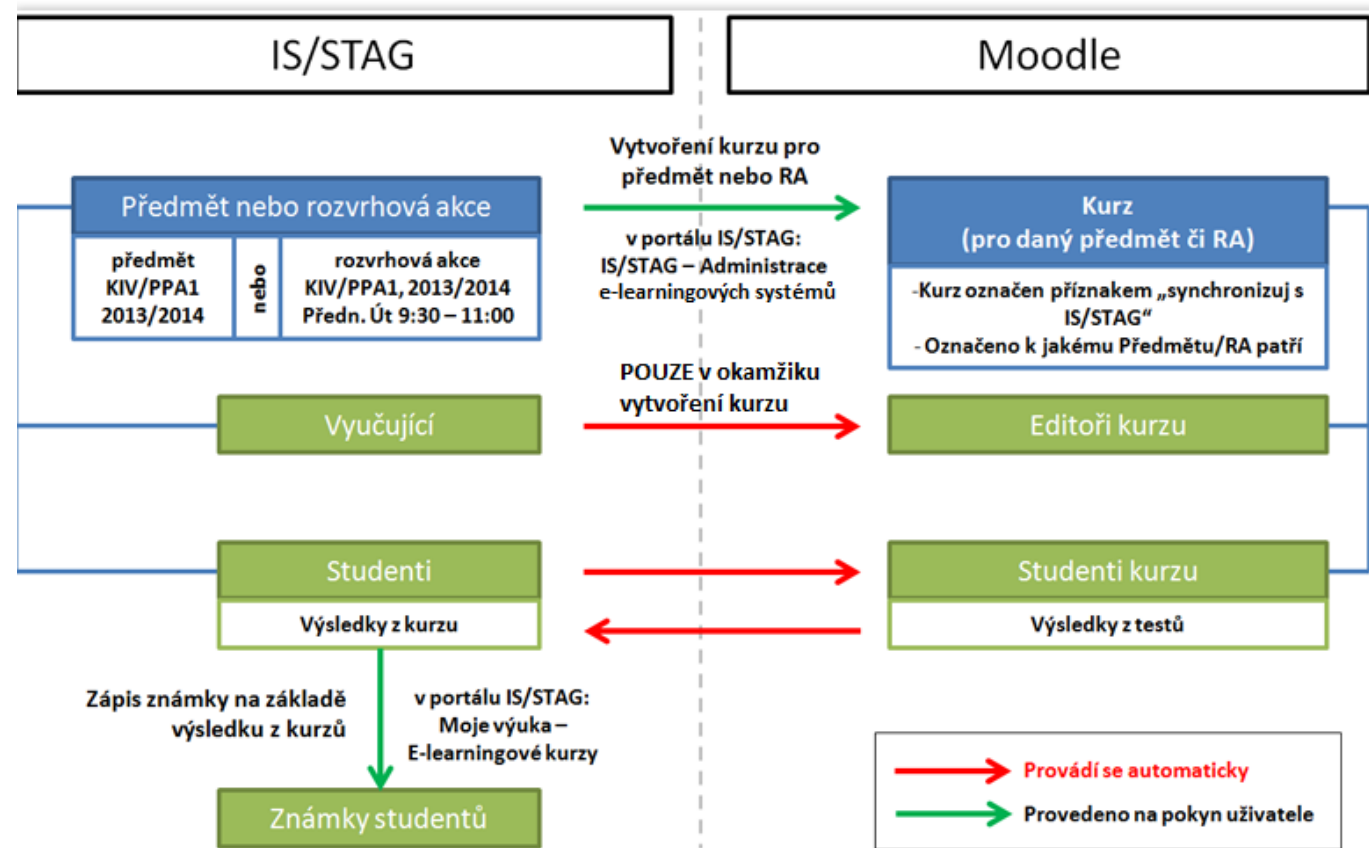 IS/STAG
Moodle
Vytvoření kurzu pro
předmět nebo RA
Předmět nebo rozvrhová akce
předmět
KIV/PPA1
2013/2014
nebo
rozvrhová akce
KIV/PPA1, 2013/2014
Předn. Út 9:30 – 11:00
v portálu IS/STAG:
IS/STAG – Administrace
e-learningových systémů
Kurz
(pro daný předmět či RA)
-Kurz označen příznakem „synchronizuj s
IS/STAG“
- Označeno k jakému Předmětu/RA patří
POUZE v okamžiku
vytvoření kurzu
Vyučující
Editoři kurzu
Studenti
Výsledky z kurzu
Studenti kurzu
Výsledky z testů
Zápis známky na základě
výsledku z kurzů
v portálu IS/STAG:
Moje výuka –
E-learningové kurzy
Známky studentů
Provádí se automaticky
Provedeno na pokyn uživatele